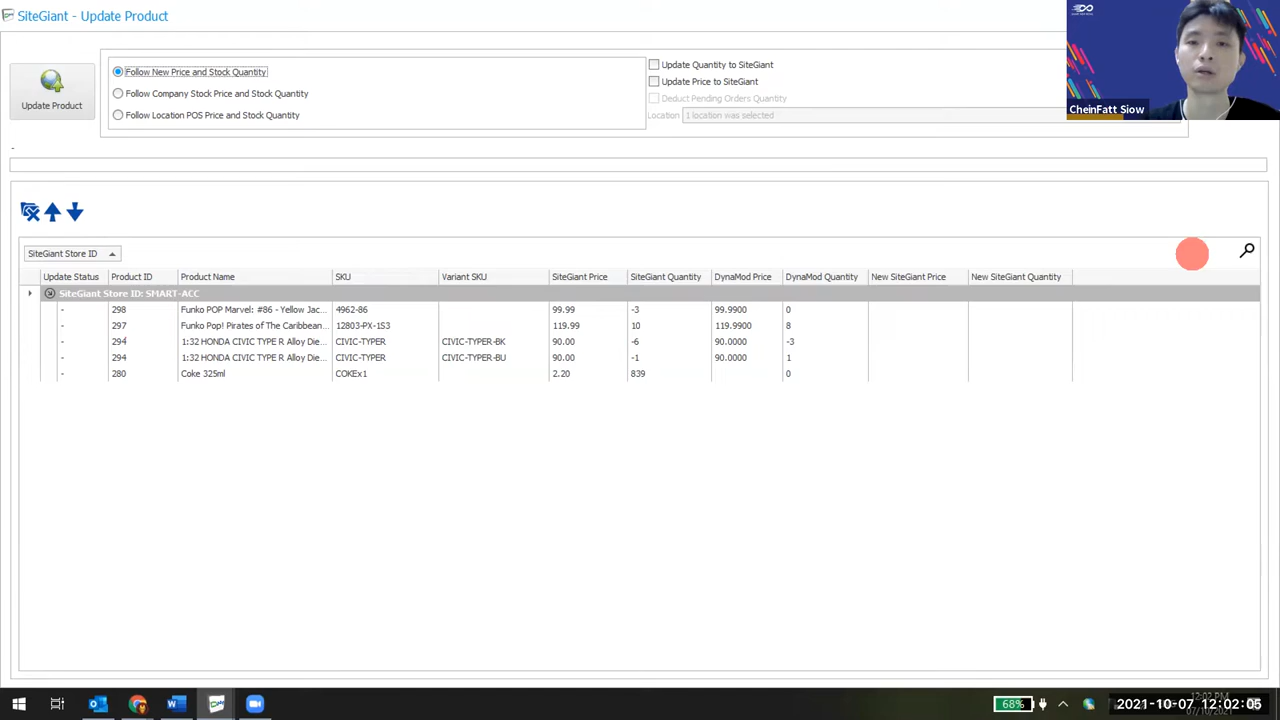 SiteGiant - Update Product
Update Product
Follow New Price and Stock Quantity
Follow Company Stock Price and Stock Quantity
Follow Location POS Price and Stock Quantity
Update Quantity to SiteGiant
Update Price to SiteGiant
Deduct Pending Orders Quantity
Location 1 location was selected
CheinFatt Siow
-
SiteGiant Store ID
Update Status Product ID Product Name SKU Variant SKU SiteGiant Price SiteGiant Quantity DynaMod Price DynaMod Quantity New SiteGiant Price New SiteGiant Quantity
SiteGiant Store ID: SMART-ACC
- 298 Funko POP Marvel: #86 - Yellow Jac... 4962-86 99.99 -3 99.9900 0
- 297 Funko Pop! Pirates of The Caribbean... 12803-PX-1S3 119.99 10 119.9900 8
- 294 1:32 HONDA CIVIC TYPE R Alloy Die... CIVIC-TYPER CIVIC-TYPER-BK 90.00 -6 90.0000 -3
- 294 1:32 HONDA CIVIC TYPE R Alloy Die... CIVIC-TYPER CIVIC-TYPER-BU 90.00 -1 90.0000 1
- 280 Coke 325ml COKEx1 2.20 839 0
68%
12:02 PM
07/10/2021
2021-10-07 12:02:05